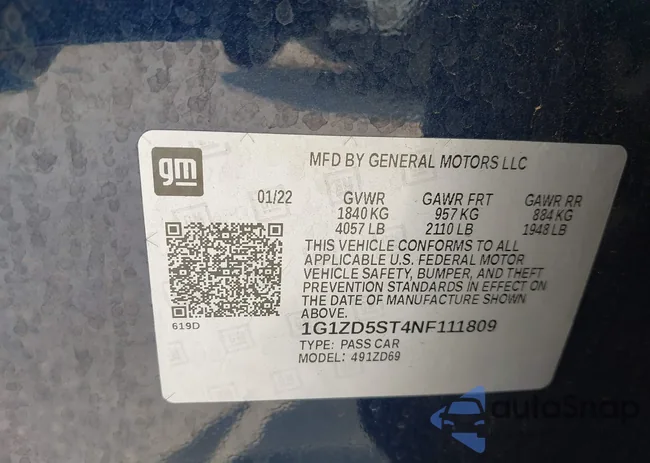 gm
MFD BY GENERAL MOTORS LLC
01/22 GVWR GAWR FRT GAWR RR
1840 KG 957 KG 884 KG
4057 LB 2110 LB 1948 LB
THIS VEHICLE CONFORMS TO ALL
APPLICABLE U.S. FEDERAL MOTOR
VEHICLE SAFETY, BUMPER, AND THEFT
PREVENTION STANDARDS IN EFFECT ON
THE DATE OF MANUFACTURE SHOWN
ABOVE.
619D
1G1ZD5ST4NF111809
TYPE: PASS CAR
MODEL: 491ZD69
autoSnap